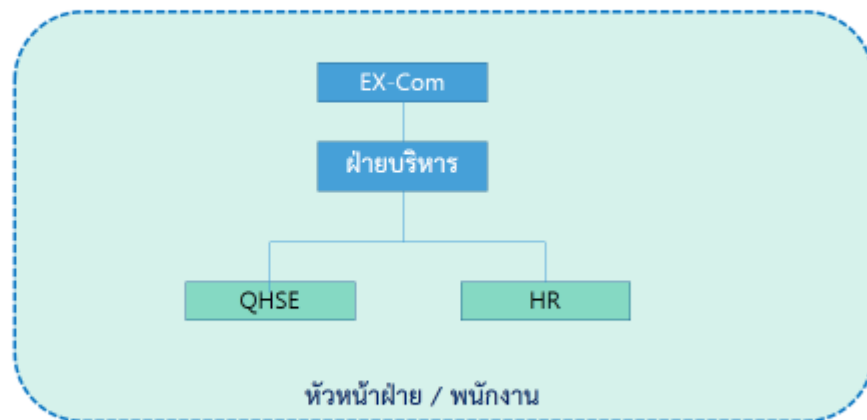 EX-Com
ฝ่ายบริหาร
QHSE
HR
หัวหน้าฝ่าย / พนักงาน